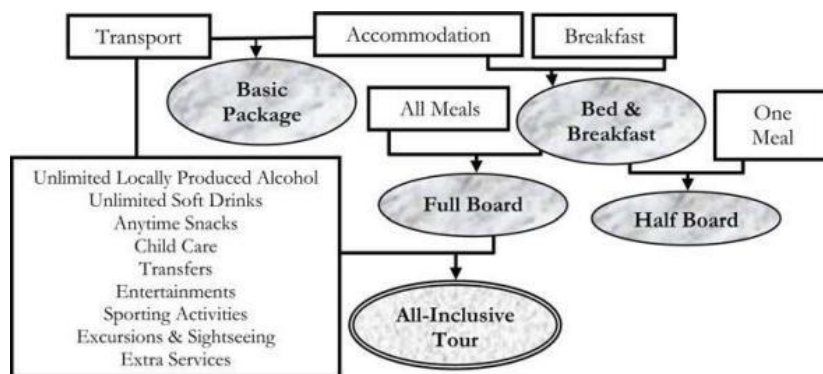 Transport
Accommodation
Breakfast
Basic
Package
All Meals
Bed &
Breakfast
One
Meal
Unlimited Locally Produced Alcohol
Unlimited Soft Drinks
Anytime Snacks
Child Care
Transfers
Entertainments
Sporting Activities
Excursions & Sightseeing
Extra Services
Full Board
Half Board
All-Inclusive
Tour